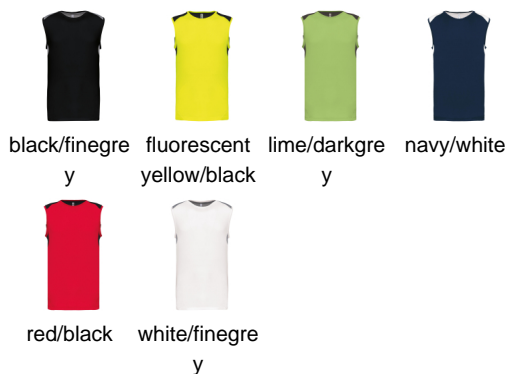 black/finegre fluorescent lime/darkgre navy/white
y yellow/black y
red/black white/finegre
y